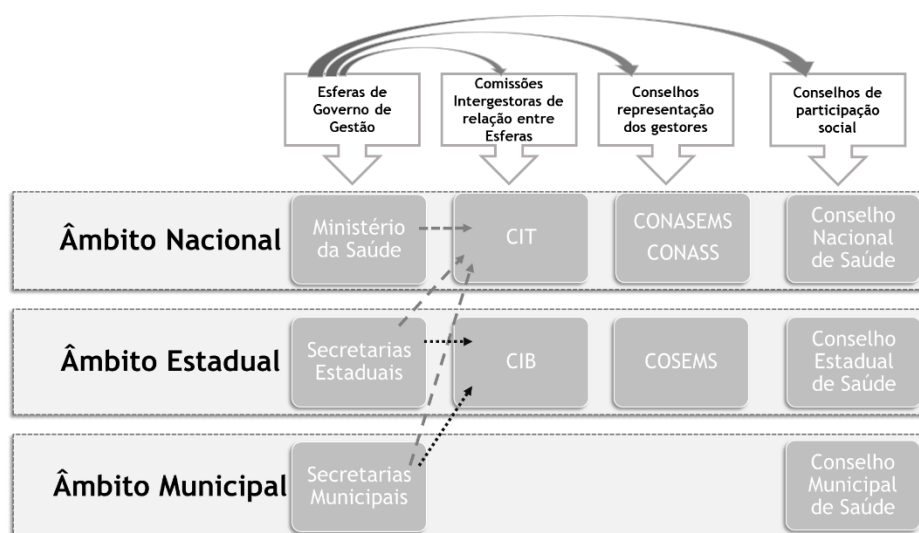 Esferas de
Governo de
Gestão
Comissões
Intergestoras de
relação entre
Esferas
Conselhos
representação
dos gestores
Conselhos de
participação
social
Âmbito Nacional
Ministério
da Saúde
CIT
CONASEMS
CONASS
Conselho
Nacional
de Saúde
Âmbito Estadual
Secretarias
Estaduais
CIB
COSEMS
Conselho
Estadual
de Saúde
Âmbito Municipal
Secretarias
Municipais
Conselho
Municipal
de Saúde